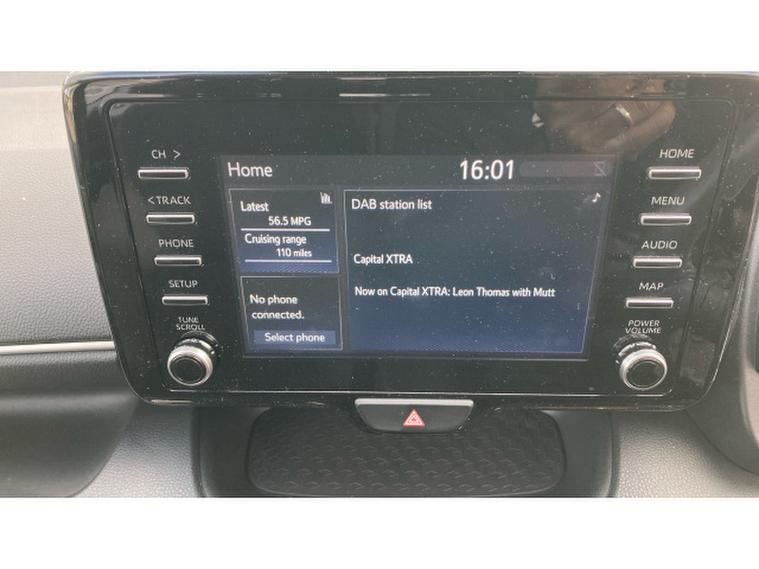 CH >
< TRACK
PHONE
SETUP
TUNE
SCROLL
Home
16:01
Latest
56.5 MPG
Cruising range
110 miles
No phone
connected.
Select phone
DAB station list
Capital XTRA
Now on Capital XTRA: Leon Thomas with Mutt
HOME
MENU
AUDIO
MAP
POWER
VOLUME